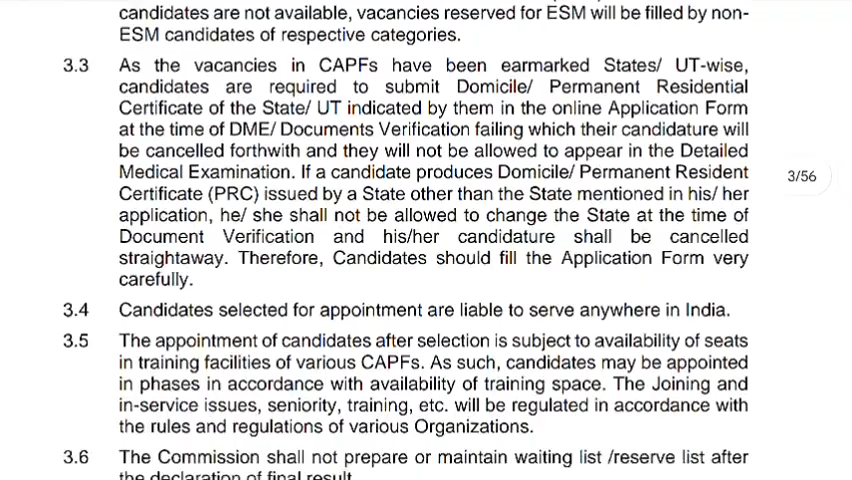 candidates are not available, vacancies reserved for ESM will be filled by non-
ESM candidates of respective categories.
3.3 As the vacancies in CAPFs have been earmarked States/ UT-wise,
candidates are required to submit Domicile/ Permanent Residential
Certificate of the State/ UT indicated by them in the online Application Form
at the time of DME/ Documents Verification failing which their candidature will
be cancelled forthwith and they will not be allowed to appear in the Detailed
Medical Examination. If a candidate produces Domicile/ Permanent Resident
Certificate (PRC) issued by a State other than the State mentioned in his/ her
application, he/ she shall not be allowed to change the State at the time of
Document Verification and his/her candidature shall be cancelled
straightaway. Therefore, Candidates should fill the Application Form very
carefully.
3/56
3.4 Candidates selected for appointment are liable to serve anywhere in India.
3.5 The appointment of candidates after selection is subject to availability of seats
in training facilities of various CAPFs. As such, candidates may be appointed
in phases in accordance with availability of training space. The Joining and
in-service issues, seniority, training, etc. will be regulated in accordance with
the rules and regulations of various Organizations.
3.6 The Commission shall not prepare or maintain waiting list /reserve list after
the declaration of final result.